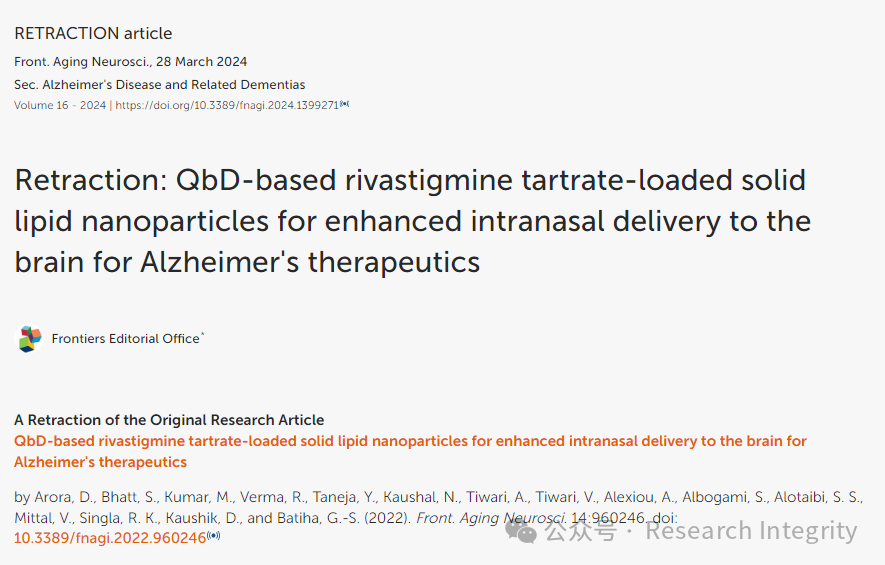 RETRACTION article
Front. Aging Neurosci., 28 March 2024
Sec. Alzheimer's Disease and Related Dementias
Volume 16 - 2024 | https://doi.org/10.3389/fnagi.2024.1399271
Retraction: QbD-based rivastigmine tartrate-loaded solid
lipid nanoparticles for enhanced intranasal delivery to the
brain for Alzheimer's therapeutics
Frontiers Editorial Office*
A Retraction of the Original Research Article
QbD-based rivastigmine tartrate-loaded solid lipid nanoparticles for enhanced intranasal delivery to the brain for
Alzheimer's therapeutics
by Arora, D., Bhatt, S., Kumar, M., Verma, R., Taneja, Y., Kaushal, N., Tiwari, A., Tiwari, V., Alexiou, A., Albogami, S., Alotaibi, S. S.,
Mittal, V., Singla, R. K., Kaushik, D., and Batiha, G.-S. (2022). Front. Aging Neurosci. 14:960246. doi:
10.3389/fnagi.2022.960246
公众号 · Research Integrity